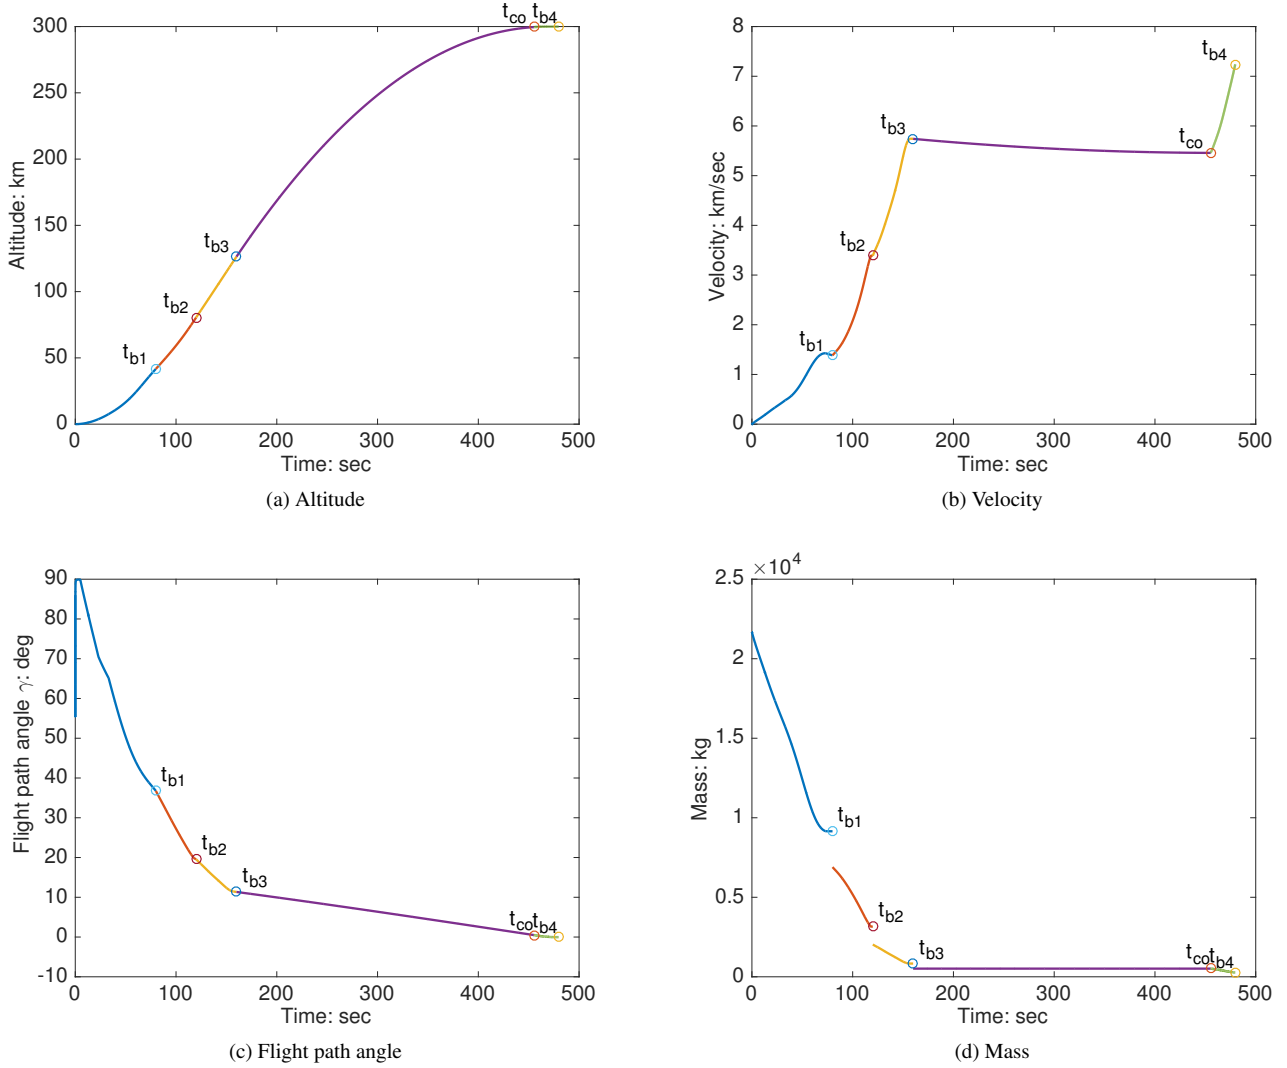 t_co t_b4
300
250
200
150
100
50
0
t_b3
t_b2
t_b1
Altitude: km
0 100 200 300 400 500
Time: sec
(a) Altitude
8
7
6
5
4
3
2
1
0
t_b4
t_b3
t_co
t_b2
t_b1
Velocity: km/sec
0 100 200 300 400 500
Time: sec
(b) Velocity
90
80
70
60
50
40
30
20
10
0
-10
t_b1
t_b2
t_b3
t_co t_b4
Flight path angle γ: deg
0 100 200 300 400 500
Time: sec
(c) Flight path angle
×10^4
2.5
2
1.5
1
0.5
0
t_b1
t_b2
t_b3
t_co t_b4
Mass: kg
0 100 200 300 400 500
Time: sec
(d) Mass